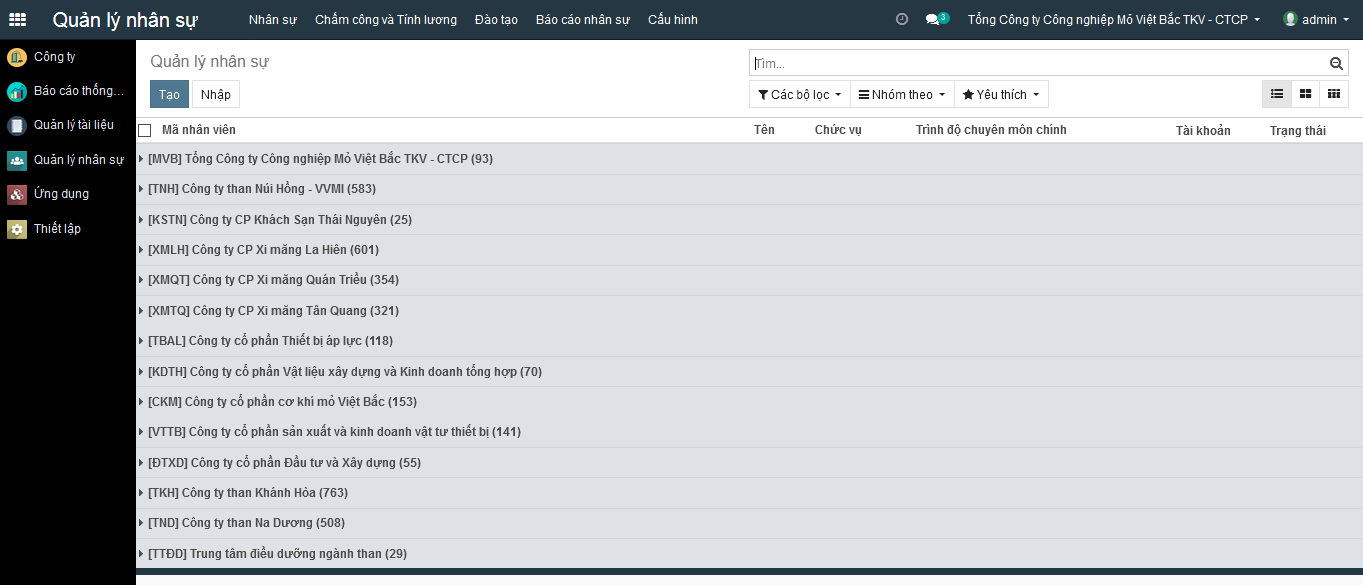 Quản lý nhân sự Nhân sự Chấm công và Tính lương Đào tạo Báo cáo nhân sự Cấu hình 3 Tổng Công ty Công nghiệp Mỏ Việt Bắc TKV - CTCP admin
Công ty
Báo cáo thống...
Quản lý tài liệu
Quản lý nhân sự
Ứng dụng
Thiết lập
Quản lý nhân sự
Tìm...
Tạo Nhập Các bộ lọc Nhóm theo Yêu thích
Mã nhân viên Tên Chức vụ Trình độ chuyên môn chính Tài khoản Trạng thái
[MVB] Tổng Công ty Công nghiệp Mỏ Việt Bắc TKV - CTCP (93)
[TNH] Công ty than Núi Hồng - VVMI (583)
[KSTN] Công ty CP Khách Sạn Thái Nguyên (25)
[XMLH] Công ty CP Xi măng La Hiên (601)
[XMQT] Công ty CP Xi măng Quán Triều (354)
[XMTQ] Công ty CP Xi măng Tân Quang (321)
[TBAL] Công ty cổ phần Thiết bị áp lực (118)
[KDTH] Công ty cổ phần Vật liệu xây dựng và Kinh doanh tổng hợp (70)
[CKM] Công ty cổ phần cơ khí mỏ Việt Bắc (153)
[VTTB] Công ty cổ phần sản xuất và kinh doanh vật tư thiết bị (141)
[ĐTXD] Công ty cổ phần Đầu tư và Xây dựng (55)
[TKH] Công ty than Khánh Hòa (763)
[TND] Công ty than Na Dương (508)
[TTĐD] Trung tâm điều dưỡng ngành than (29)